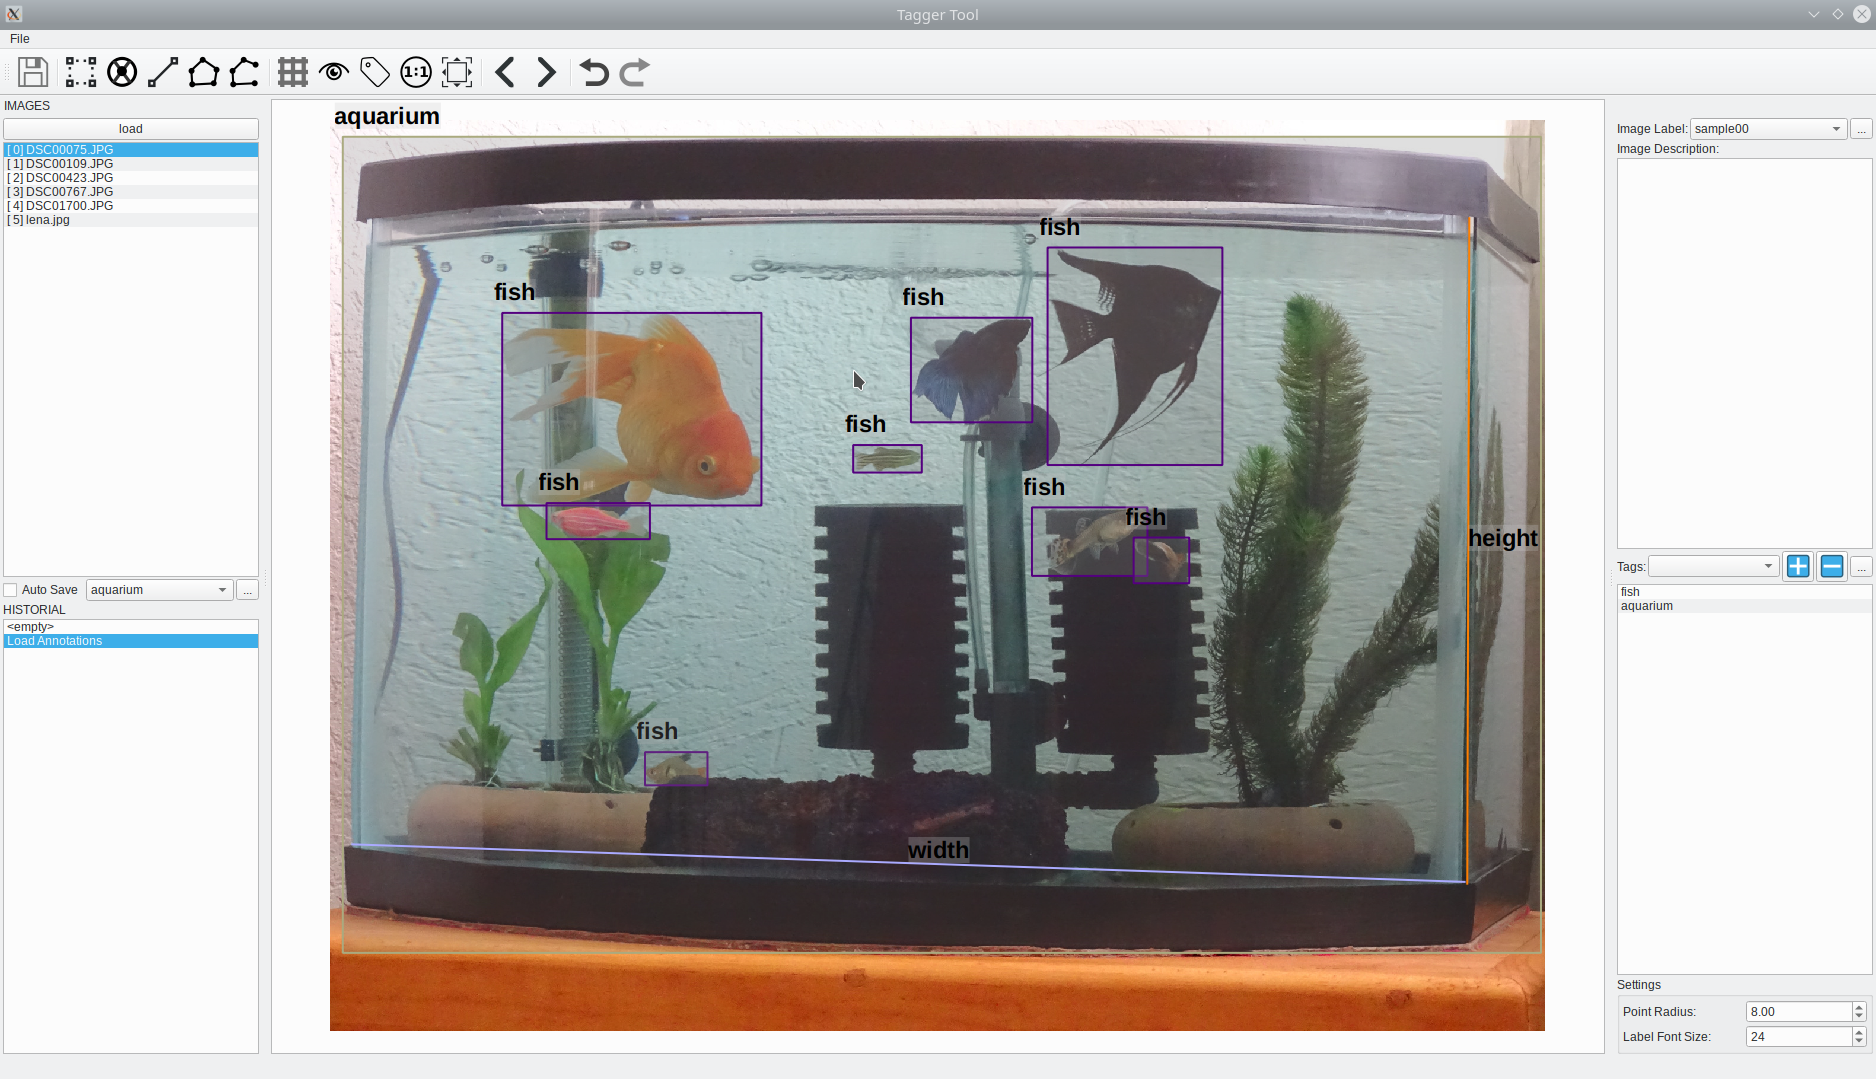 Tagger Tool
File
1:1
IMAGES
load
[ 0] DSC00075.JPG
[ 1] DSC00109.JPG
[ 2] DSC00423.JPG
[ 3] DSC00767.JPG
[ 4] DSC01700.JPG
[ 5] lena.jpg
Auto Save
aquarium
...
HISTORIAL
<empty>
Load Annotations
aquarium
fish
fish
fish
fish
fish
fish
fish
height
fish
width
Image Label:
sample00
...
Image Description:
Tags:
...
fish
aquarium
Settings
Point Radius:
8.00
Label Font Size:
24